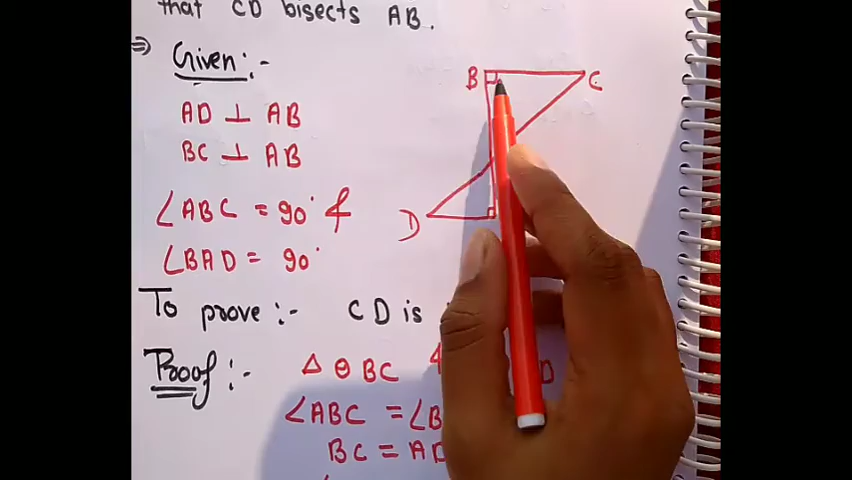 that CD bisects AB.
⇒ Given:-
B C
AD ⊥ AB
BC ⊥ AB
∠ABC = 90° &
D
∠BAD = 90°
To prove :- CD is
Proof :- Δ OBC & D
∠ABC = ∠B
BC = AD